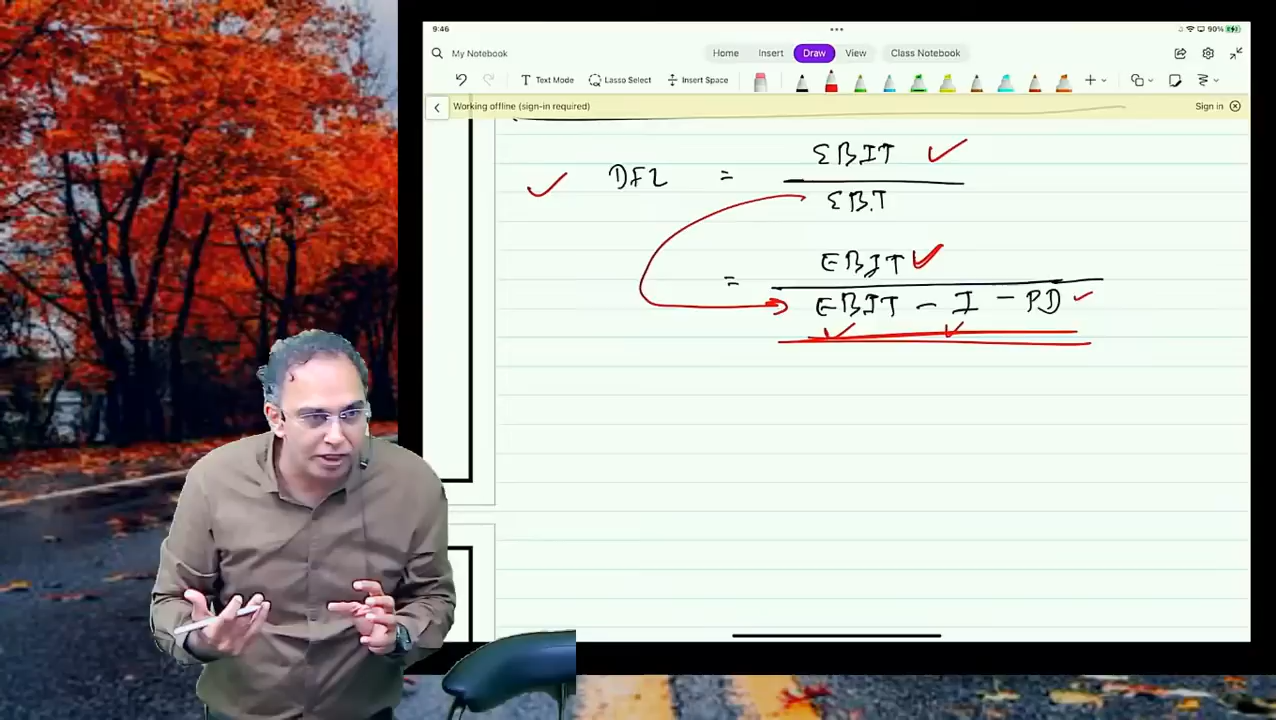 9:46
90%
My Notebook
Home Insert Draw View Class Notebook
Text Mode Lasso Select Insert Space
Working offline (sign-in required) Sign in
DFL = EBIT
EBT
= EBIT
EBIT - I - PD